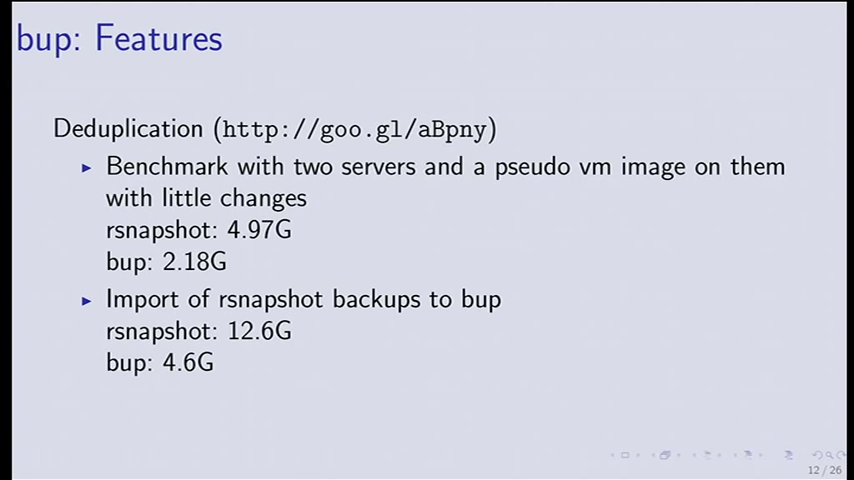 bup: Features
Deduplication (http://goo.gl/aBpny)
Benchmark with two servers and a pseudo vm image on them
with little changes
rsnapshot: 4.97G
bup: 2.18G
Import of rsnapshot backups to bup
rsnapshot: 12.6G
bup: 4.6G
12 / 26